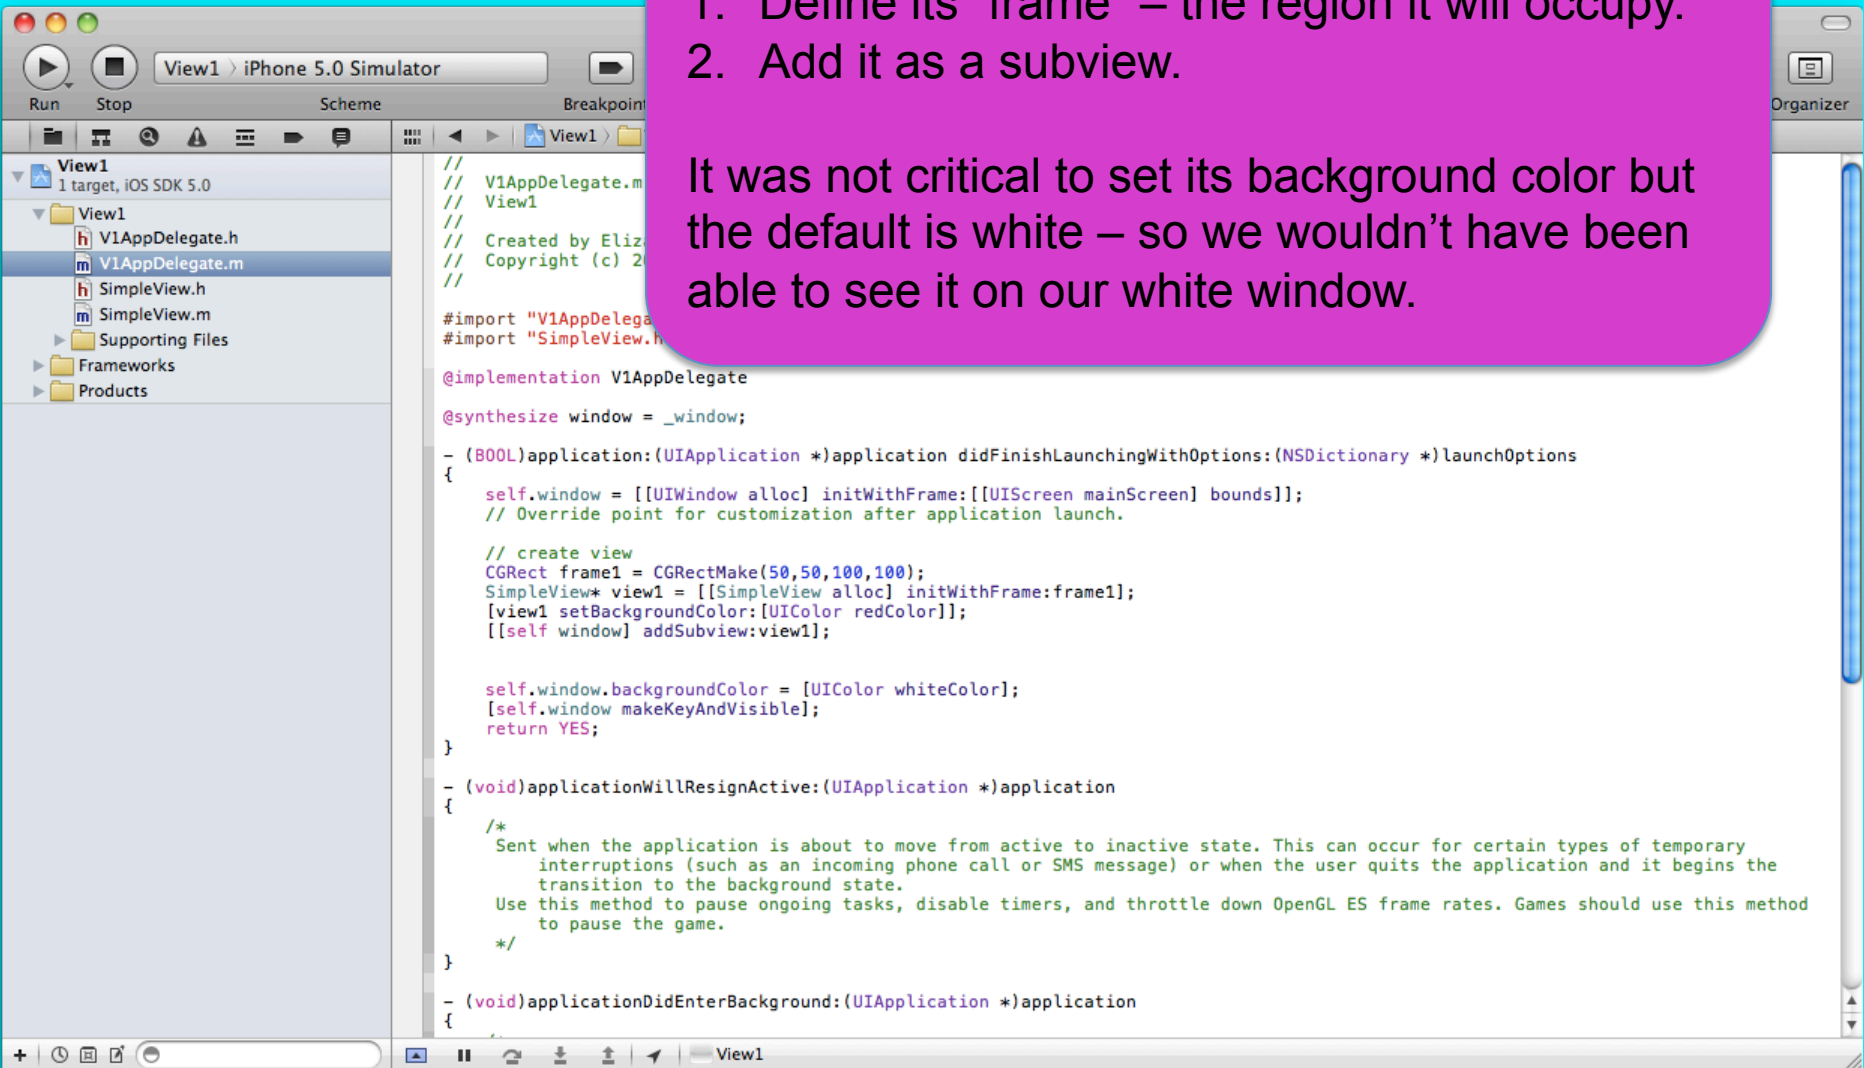 1. Define its "frame" – the region it will occupy.
2. Add it as a subview.
It was not critical to set its background color but
the default is white – so we wouldn't have been
able to see it on our white window.
View1 〉 iPhone 5.0 Simulator
Run Stop Scheme Breakpoint Organizer
View1 〉
View1
1 target, iOS SDK 5.0
View1
h V1AppDelegate.h
m V1AppDelegate.m
h SimpleView.h
m SimpleView.m
Supporting Files
Frameworks
Products
//
// V1AppDelegate.m
// View1
//
// Created by Eliz
// Copyright (c) 2
//
#import "V1AppDelega
#import "SimpleView.h
@implementation V1AppDelegate
@synthesize window = _window;
- (BOOL)application:(UIApplication *)application didFinishLaunchingWithOptions:(NSDictionary *)launchOptions
{
self.window = [[UIWindow alloc] initWithFrame:[[UIScreen mainScreen] bounds]];
// Override point for customization after application launch.
// create view
CGRect frame1 = CGRectMake(50,50,100,100);
SimpleView* view1 = [[SimpleView alloc] initWithFrame:frame1];
[view1 setBackgroundColor:[UIColor redColor]];
[[self window] addSubview:view1];
self.window.backgroundColor = [UIColor whiteColor];
[self.window makeKeyAndVisible];
return YES;
}
- (void)applicationWillResignActive:(UIApplication *)application
{
/*
Sent when the application is about to move from active to inactive state. This can occur for certain types of temporary
interruptions (such as an incoming phone call or SMS message) or when the user quits the application and it begins the
transition to the background state.
Use this method to pause ongoing tasks, disable timers, and throttle down OpenGL ES frame rates. Games should use this method
to pause the game.
*/
}
- (void)applicationDidEnterBackground:(UIApplication *)application
{
View1